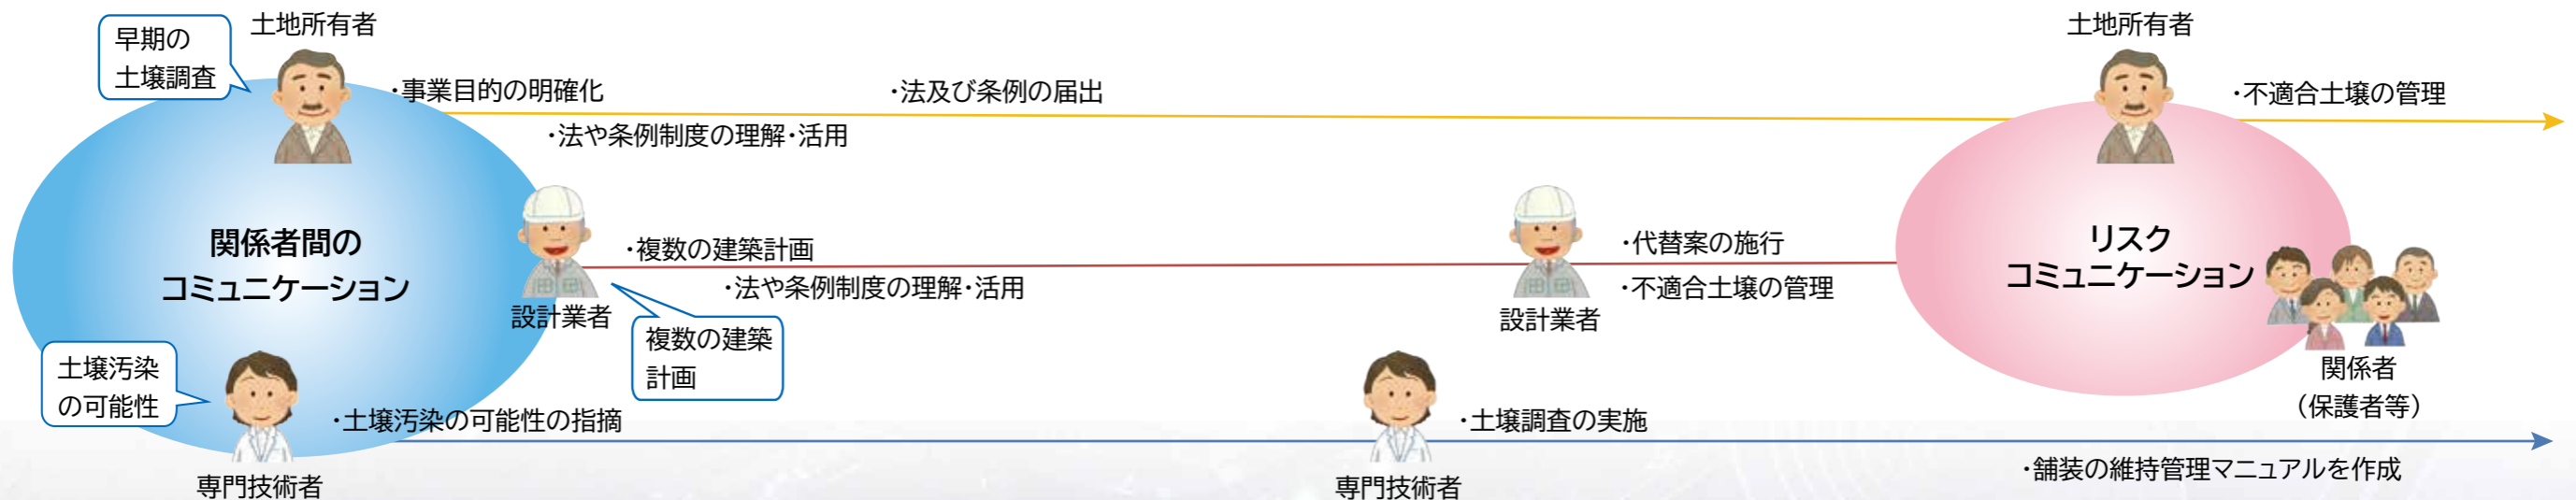 土地所有者
早期の
土壌調査
・事業目的の明確化
・法及び条例の届出
・法や条例制度の理解・活用
土地所有者
・不適合土壌の管理
関係者間の
コミュニケーション
・複数の建築計画
・法や条例制度の理解・活用
設計業者
複数の建築
計画
・代替案の施行
・不適合土壌の管理
設計業者
リスク
コミュニケーション
関係者
（保護者等）
土壌汚染
の可能性
・土壌汚染の可能性の指摘
専門技術者
・土壌調査の実施
専門技術者
・舗装の維持管理マニュアルを作成